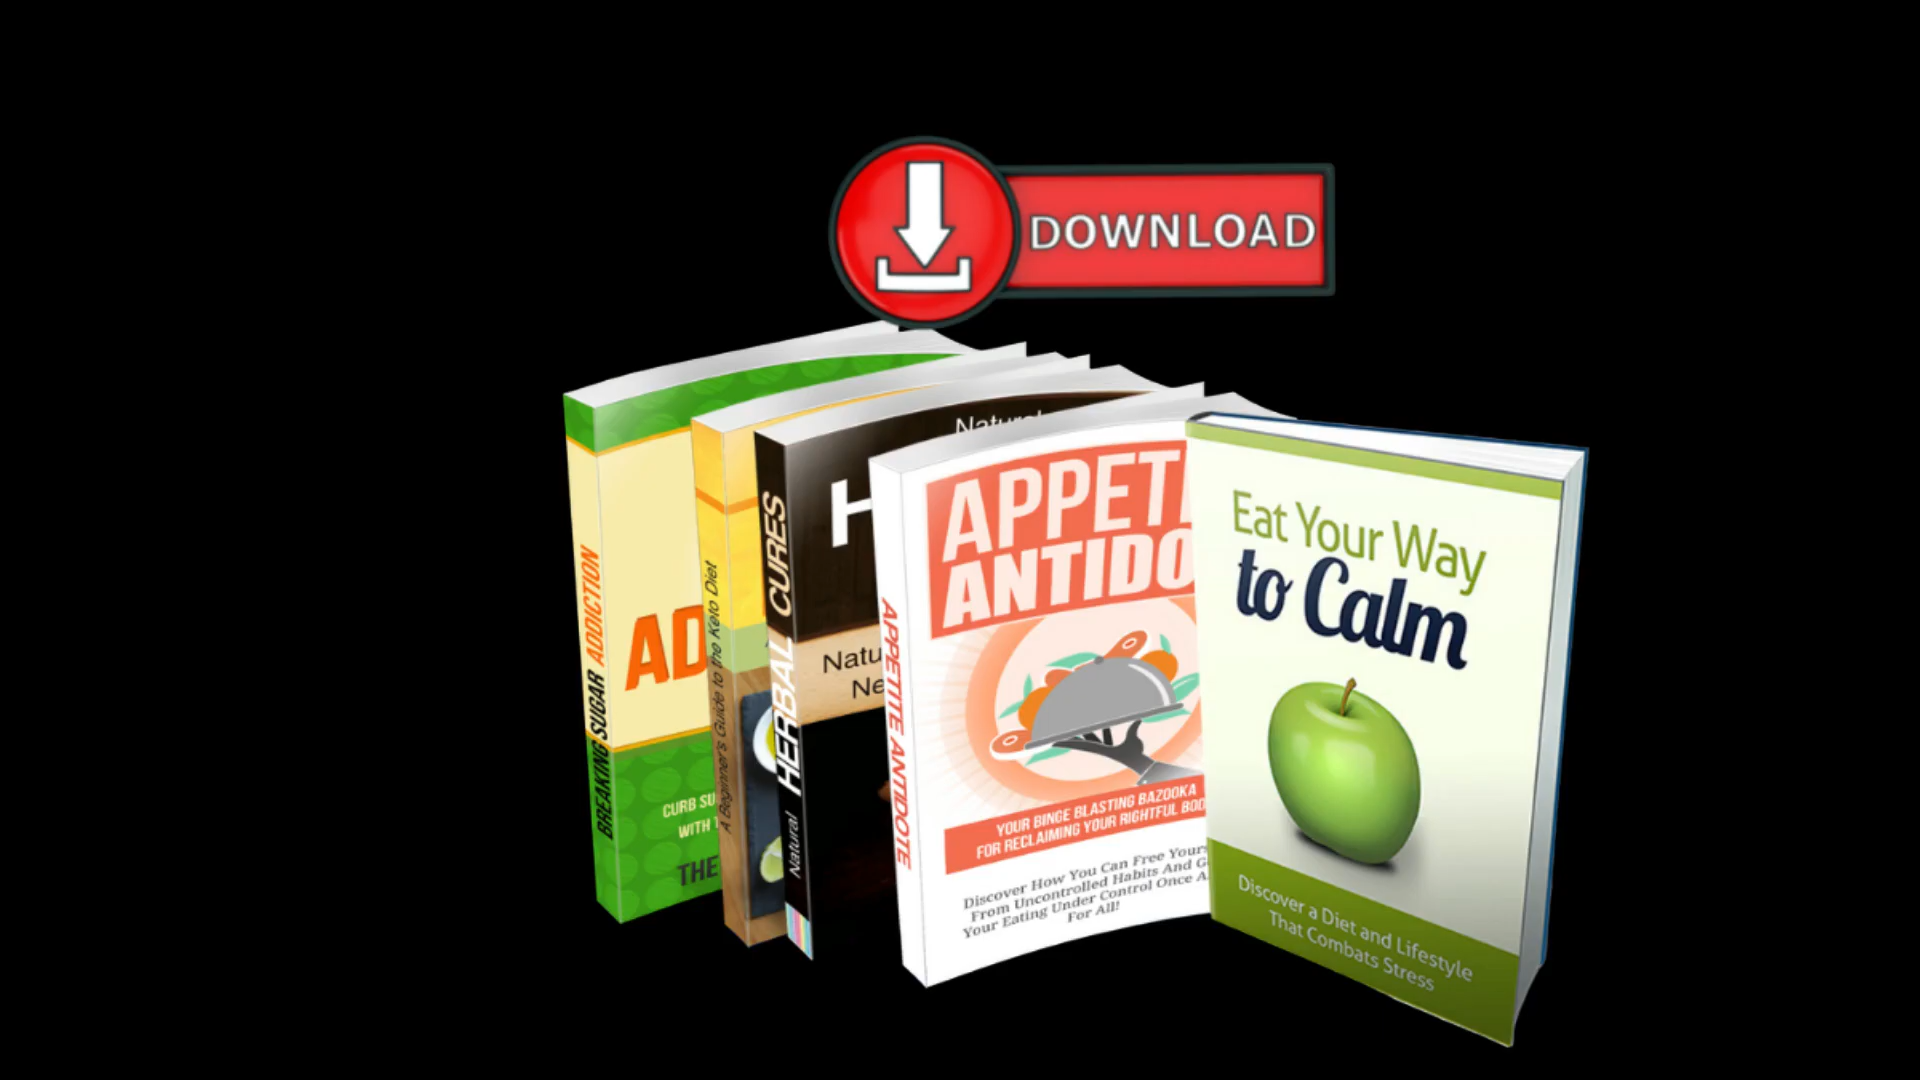 DOWNLOAD
BREAKING SUGAR ADDICTION
AD
CURB SU
WITH T
THE
A Beginner's Guide to the Keto Diet
Natural HERBAL CURES
Natural
H
Natu
Ne
APPETITE ANTIDOTE
APPETI
ANTIDO
YOUR BINGE BLASTING BAZOOKA
FOR RECLAIMING YOUR RIGHTFUL BOD
Discover How You Can Free Yours
From Uncontrolled Habits And G
Your Eating Under Control Once A
For All!
Eat Your Way
to Calm
Discover a Diet and Lifestyle
That Combats Stress